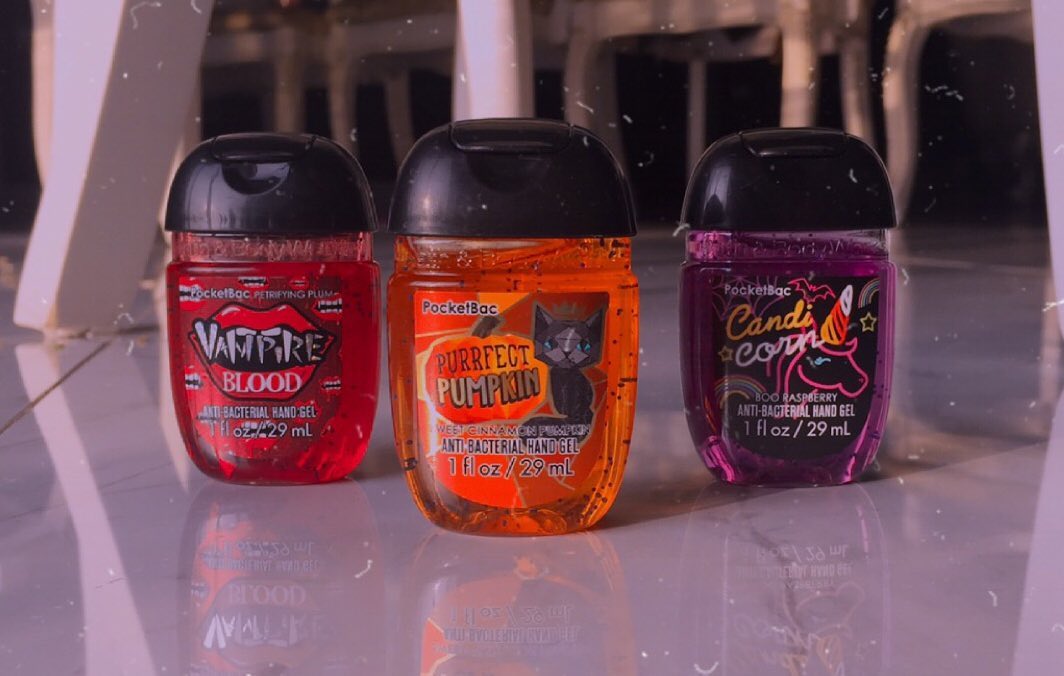 PocketBac PETRIFYING PLUM
VAMPIRE
BLOOD
ANTI-BACTERIAL HAND GEL
1 fl oz / 29 mL
PocketBac
PURRFECT
PUMPKIN
SWEET CINNAMON PUMPKIN
ANTI-BACTERIAL HAND GEL
1 fl oz / 29 mL
PocketBac
Candi
corn
BOO RASPBERRY
ANTI-BACTERIAL HAND GEL
1 fl oz / 29 mL